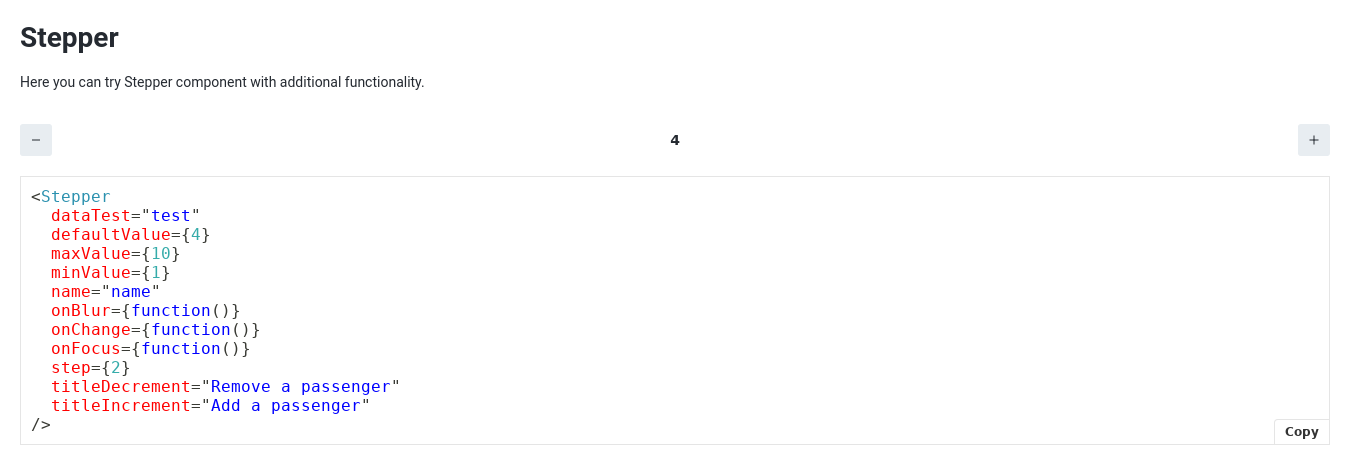 Stepper
Here you can try Stepper component with additional functionality.
− 4 +
<Stepper
  dataTest="test"
  defaultValue={4}
  maxValue={10}
  minValue={1}
  name="name"
  onBlur={function()}
  onChange={function()}
  onFocus={function()}
  step={2}
  titleDecrement="Remove a passenger"
  titleIncrement="Add a passenger"
/>
Copy